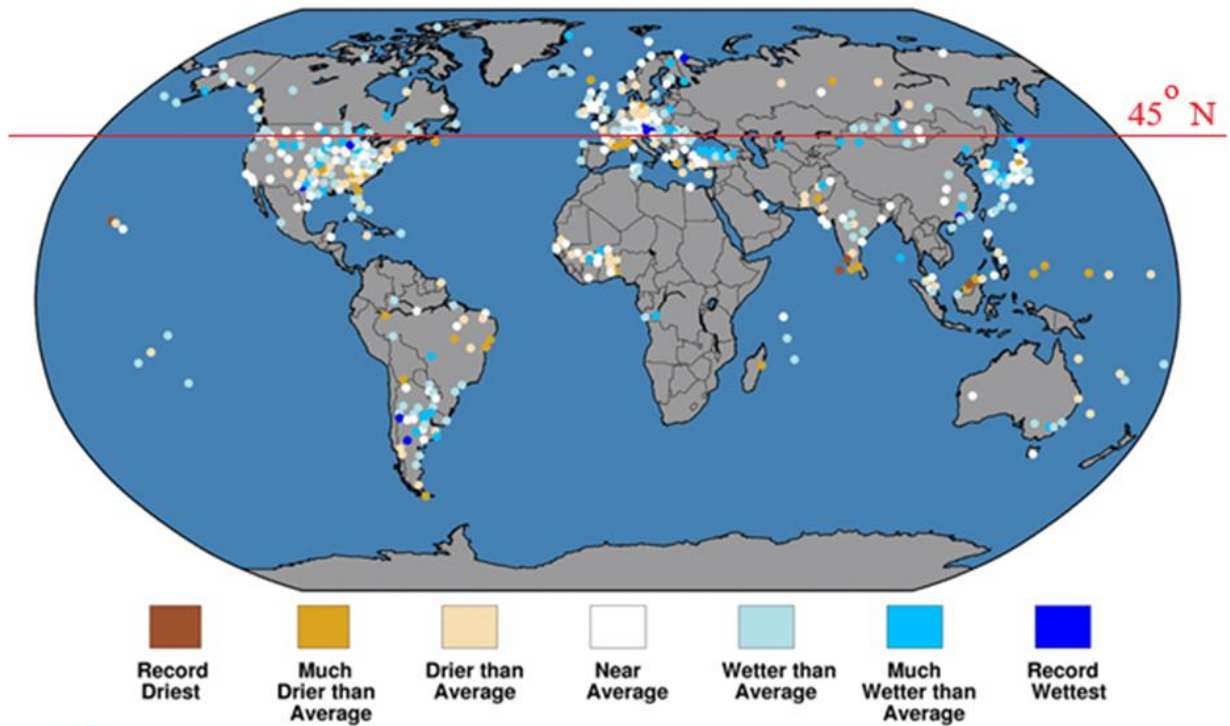 45° N
Record
Driest
Much
Drier than
Average
Drier than
Average
Near
Average
Wetter than
Average
Much
Wetter than
Average
Record
Wettest